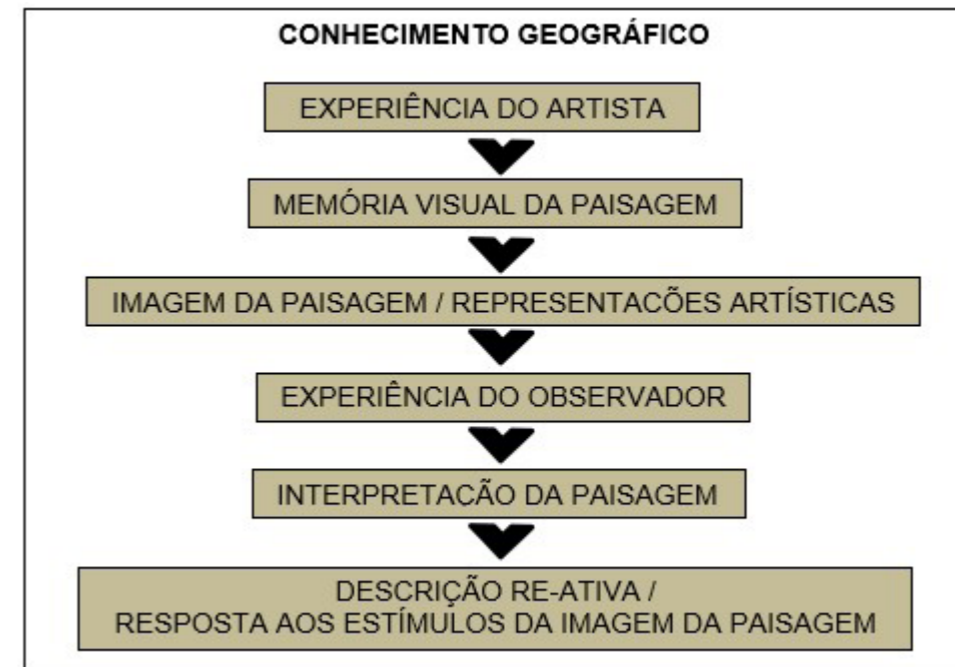 CONHECIMENTO GEOGRÁFICO
EXPERIÊNCIA DO ARTISTA
MEMÓRIA VISUAL DA PAISAGEM
IMAGEM DA PAISAGEM / REPRESENTACÕES ARTÍSTICAS
EXPERIÊNCIA DO OBSERVADOR
INTERPRETAÇÃO DA PAISAGEM
DESCRIÇÃO RE-ATIVA /
RESPOSTA AOS ESTÍMULOS DA IMAGEM DA PAISAGEM